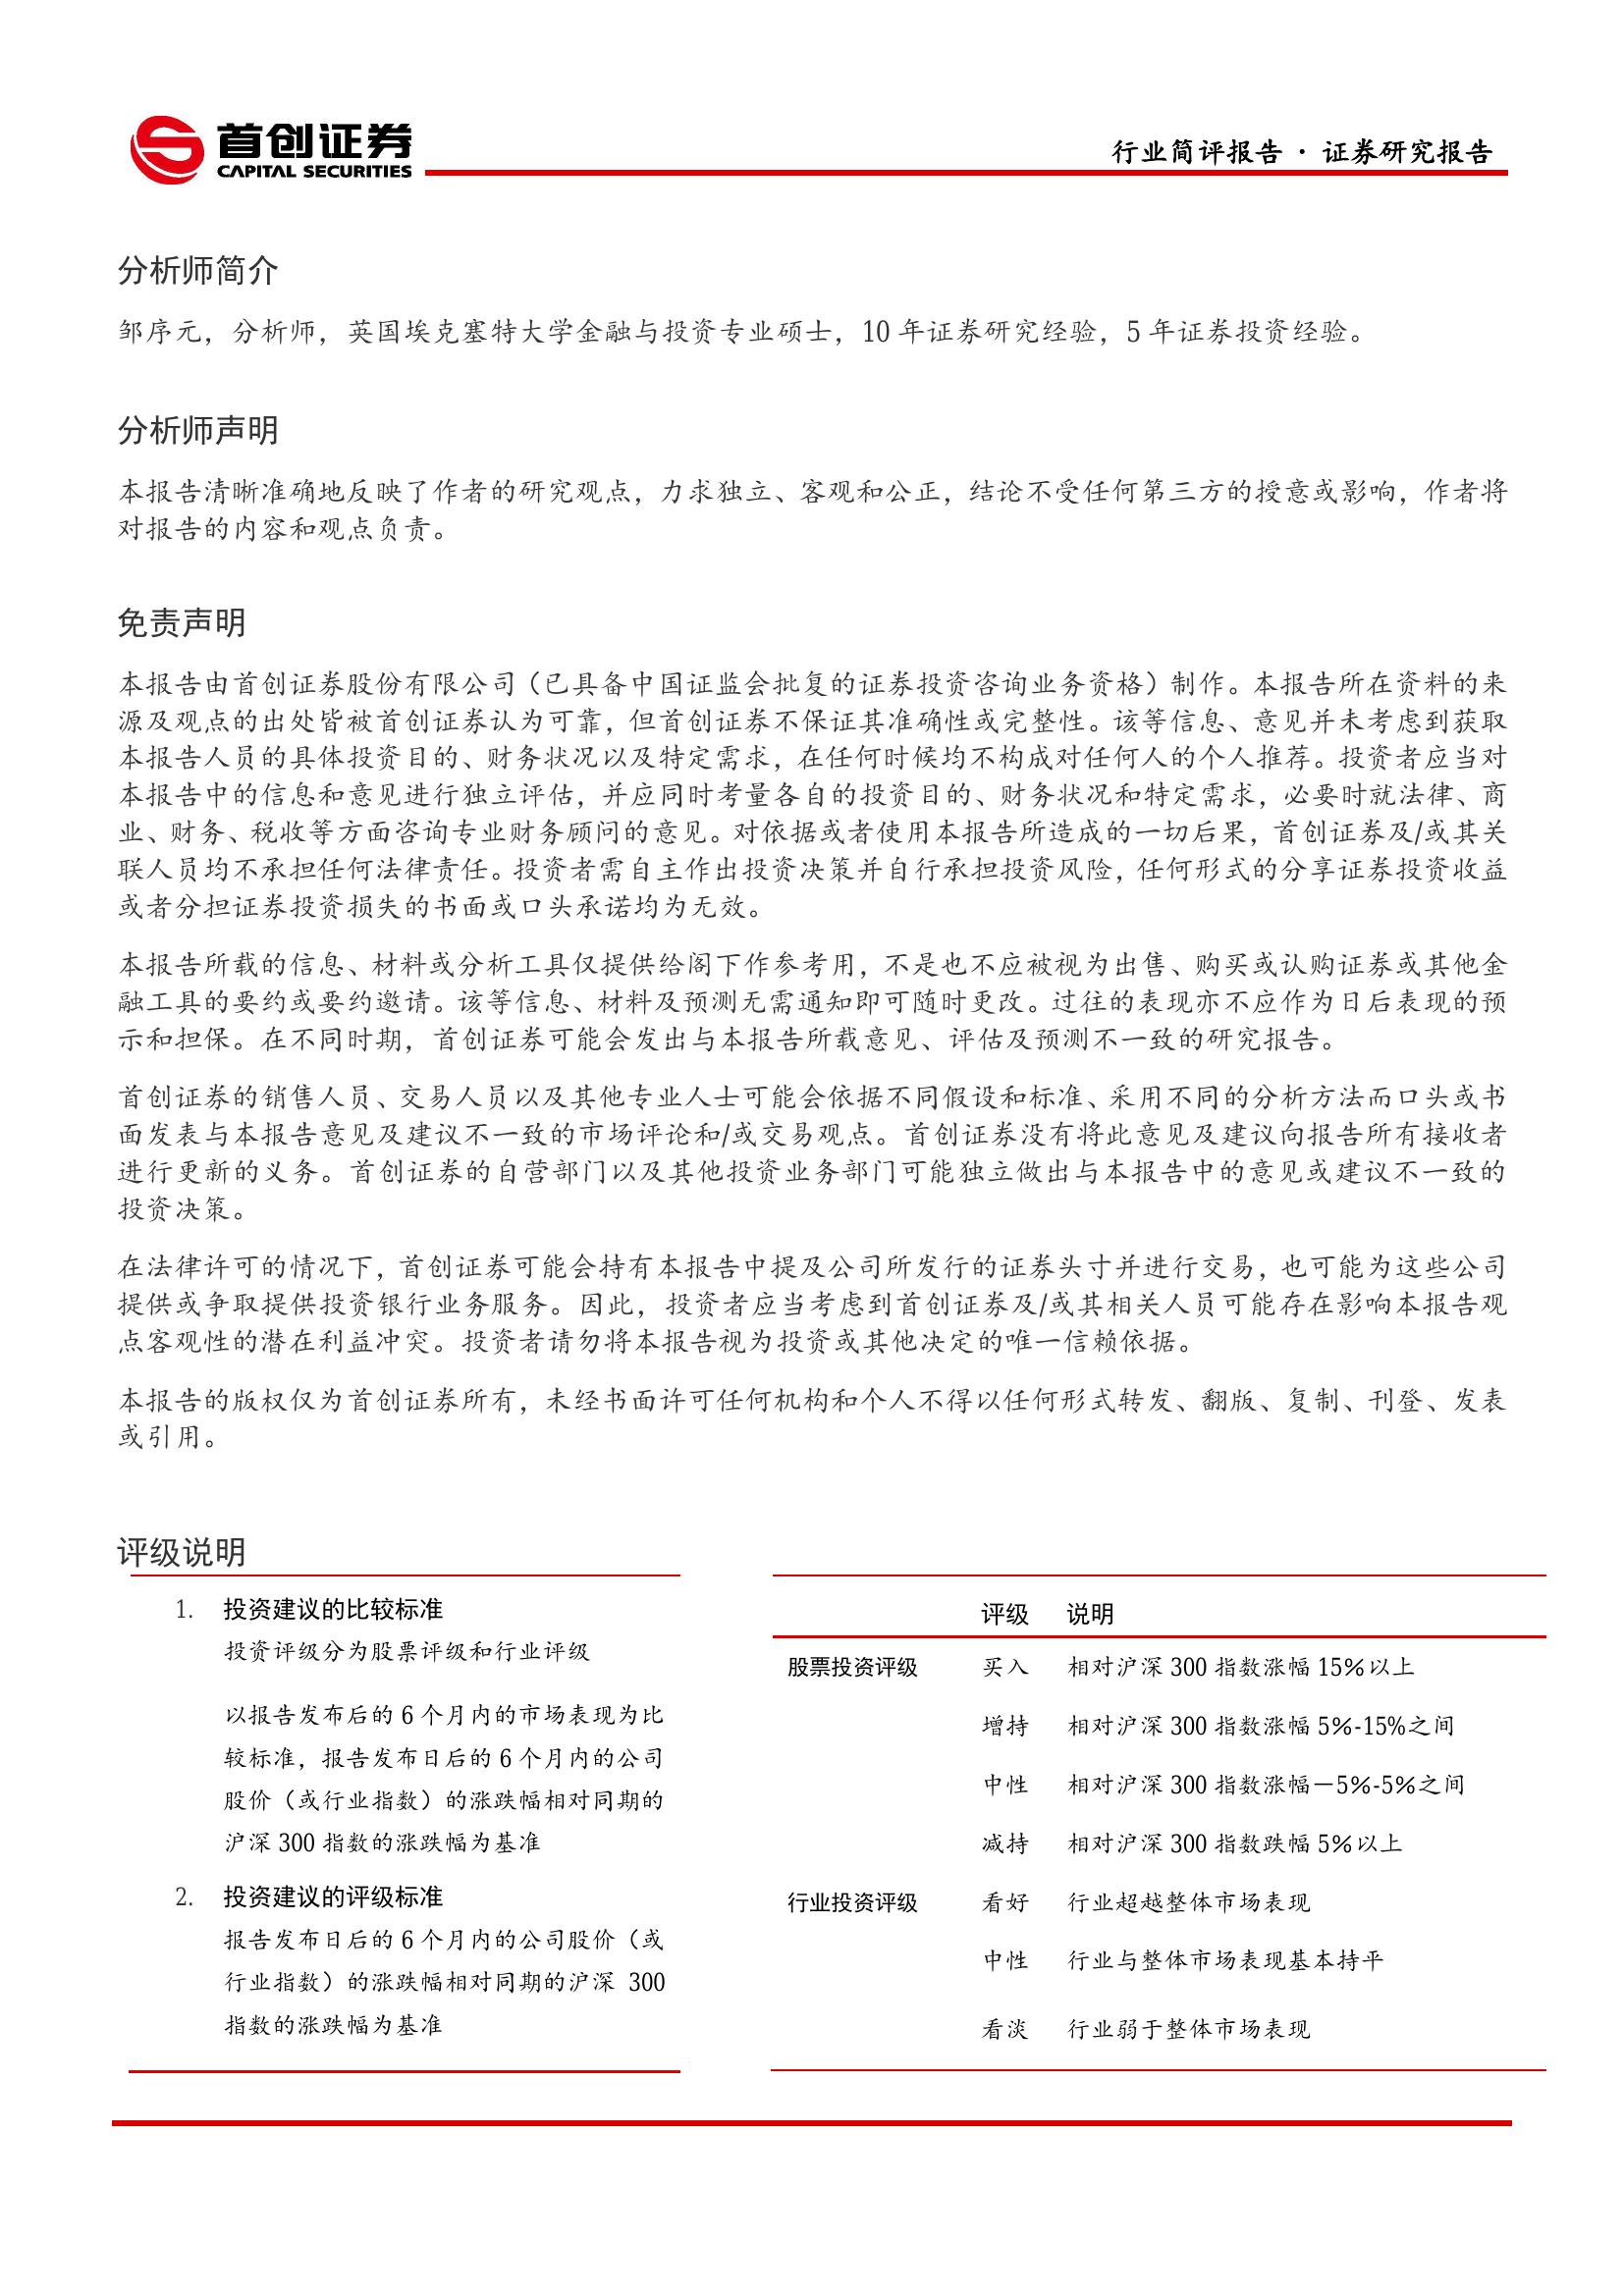 首创证券
CAPITAL SECURITIES
行业简评报告 · 证券研究报告
分析师简介
邹序元，分析师，英国埃克塞特大学金融与投资专业硕士，10 年证券研究经验，5 年证券投资经验。
分析师声明
本报告清晰准确地反映了作者的研究观点，力求独立、客观和公正，结论不受任何第三方的授意或影响，作者将
对报告的内容和观点负责。
免责声明
本报告由首创证券股份有限公司（已具备中国证监会批复的证券投资咨询业务资格）制作。本报告所在资料的来
源及观点的出处皆被首创证券认为可靠，但首创证券不保证其准确性或完整性。该等信息、意见并未考虑到获取
本报告人员的具体投资目的、财务状况以及特定需求，在任何时候均不构成对任何人的个人推荐。投资者应当对
本报告中的信息和意见进行独立评估，并应同时考量各自的投资目的、财务状况和特定需求，必要时就法律、商
业、财务、税收等方面咨询专业财务顾问的意见。对依据或者使用本报告所造成的一切后果，首创证券及/或其关
联人员均不承担任何法律责任。投资者需自主作出投资决策并自行承担投资风险，任何形式的分享证券投资收益
或者分担证券投资损失的书面或口头承诺均为无效。
本报告所载的信息、材料或分析工具仅提供给阁下作参考用，不是也不应被视为出售、购买或认购证券或其他金
融工具的要约或要约邀请。该等信息、材料及预测无需通知即可随时更改。过往的表现亦不应作为日后表现的预
示和担保。在不同时期，首创证券可能会发出与本报告所载意见、评估及预测不一致的研究报告。
首创证券的销售人员、交易人员以及其他专业人士可能会依据不同假设和标准、采用不同的分析方法而口头或书
面发表与本报告意见及建议不一致的市场评论和/或交易观点。首创证券没有将此意见及建议向报告所有接收者
进行更新的义务。首创证券的自营部门以及其他投资业务部门可能独立做出与本报告中的意见或建议不一致的
投资决策。
在法律许可的情况下，首创证券可能会持有本报告中提及公司所发行的证券头寸并进行交易，也可能为这些公司
提供或争取提供投资银行业务服务。因此，投资者应当考虑到首创证券及/或其相关人员可能存在影响本报告观
点客观性的潜在利益冲突。投资者请勿将本报告视为投资或其他决定的唯一信赖依据。
本报告的版权仅为首创证券所有，未经书面许可任何机构和个人不得以任何形式转发、翻版、复制、刊登、发表
或引用。
评级说明
1. 投资建议的比较标准
投资评级分为股票评级和行业评级
以报告发布后的 6 个月内的市场表现为比
较标准，报告发布日后的 6 个月内的公司
股价（或行业指数）的涨跌幅相对同期的
沪深 300 指数的涨跌幅为基准
2. 投资建议的评级标准
报告发布日后的 6 个月内的公司股价（或
行业指数）的涨跌幅相对同期的沪深 300
指数的涨跌幅为基准
评级 说明
股票投资评级 买入 相对沪深 300 指数涨幅 15％以上
增持 相对沪深 300 指数涨幅 5％-15％之间
中性 相对沪深 300 指数涨幅－5％-5％之间
减持 相对沪深 300 指数跌幅 5％以上
行业投资评级 看好 行业超越整体市场表现
中性 行业与整体市场表现基本持平
看淡 行业弱于整体市场表现